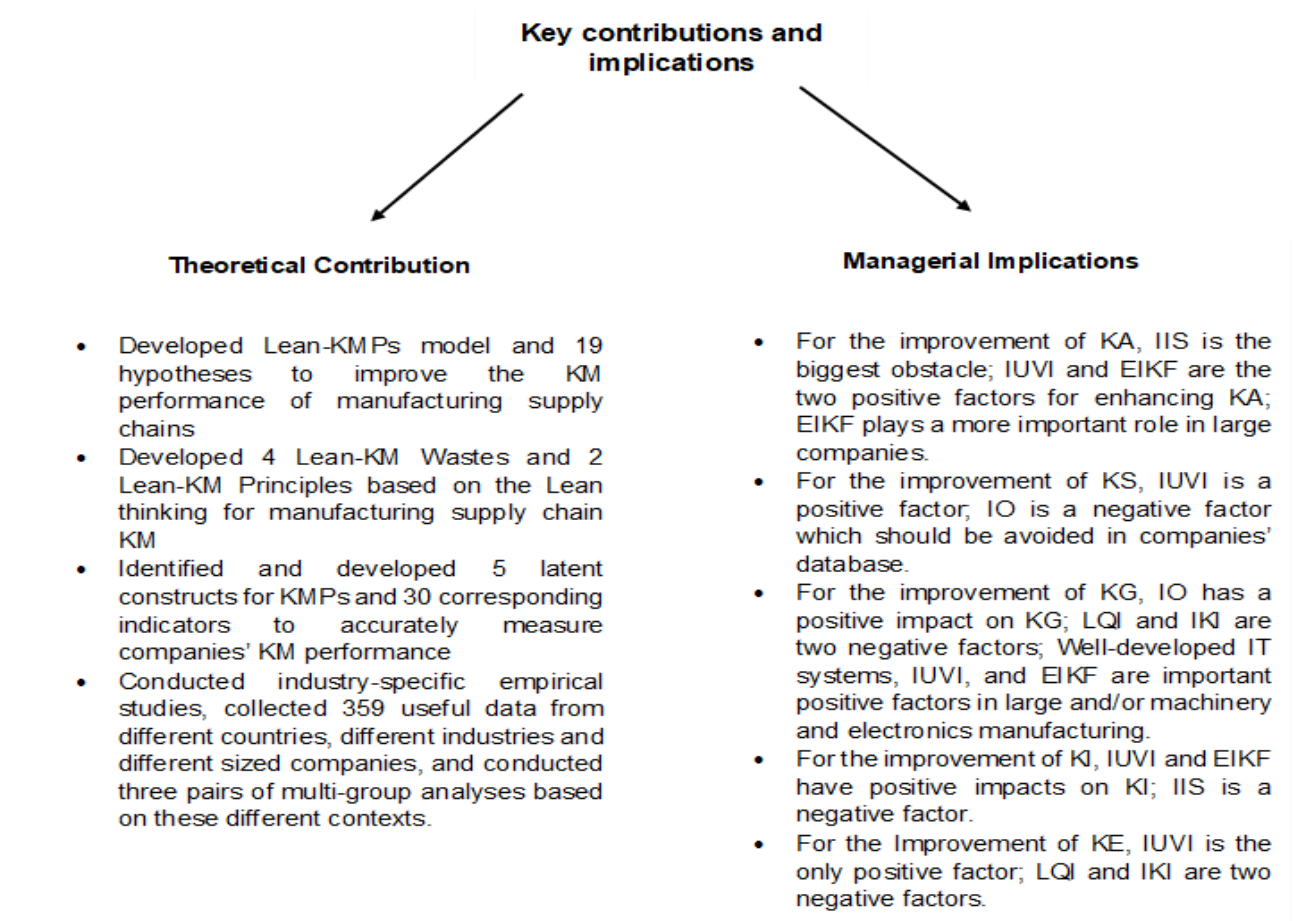 Key contributions and
implications
Theoretical Contribution
• Developed Lean-KMPs model and 19
hypotheses to improve the KM
performance of manufacturing supply
chains
• Developed 4 Lean-KM Wastes and 2
Lean-KM Principles based on the Lean
thinking for manufacturing supply chain
KM
• Identified and developed 5 latent
constructs for KMPs and 30 corresponding
indicators to accurately measure
companies' KM performance
• Conducted industry-specific empirical
studies, collected 359 useful data from
different countries, different industries and
different sized companies, and conducted
three pairs of multi-group analyses based
on these different contexts.
Managerial Implications
• For the improvement of KA, IIS is the
biggest obstacle; IUVI and EIKF are the
two positive factors for enhancing KA;
EIKF plays a more important role in large
companies.
• For the improvement of KS, IUVI is a
positive factor; IO is a negative factor
which should be avoided in companies'
database.
• For the improvement of KG, IO has a
positive impact on KG; LQI and IKI are
two negative factors; Well-developed IT
systems, IUVI, and EIKF are important
positive factors in large and/or machinery
and electronics manufacturing.
• For the improvement of KI, IUVI and EIKF
have positive impacts on KI; IIS is a
negative factor.
• For the Improvement of KE, IUVI is the
only positive factor; LQI and IKI are two
negative factors.